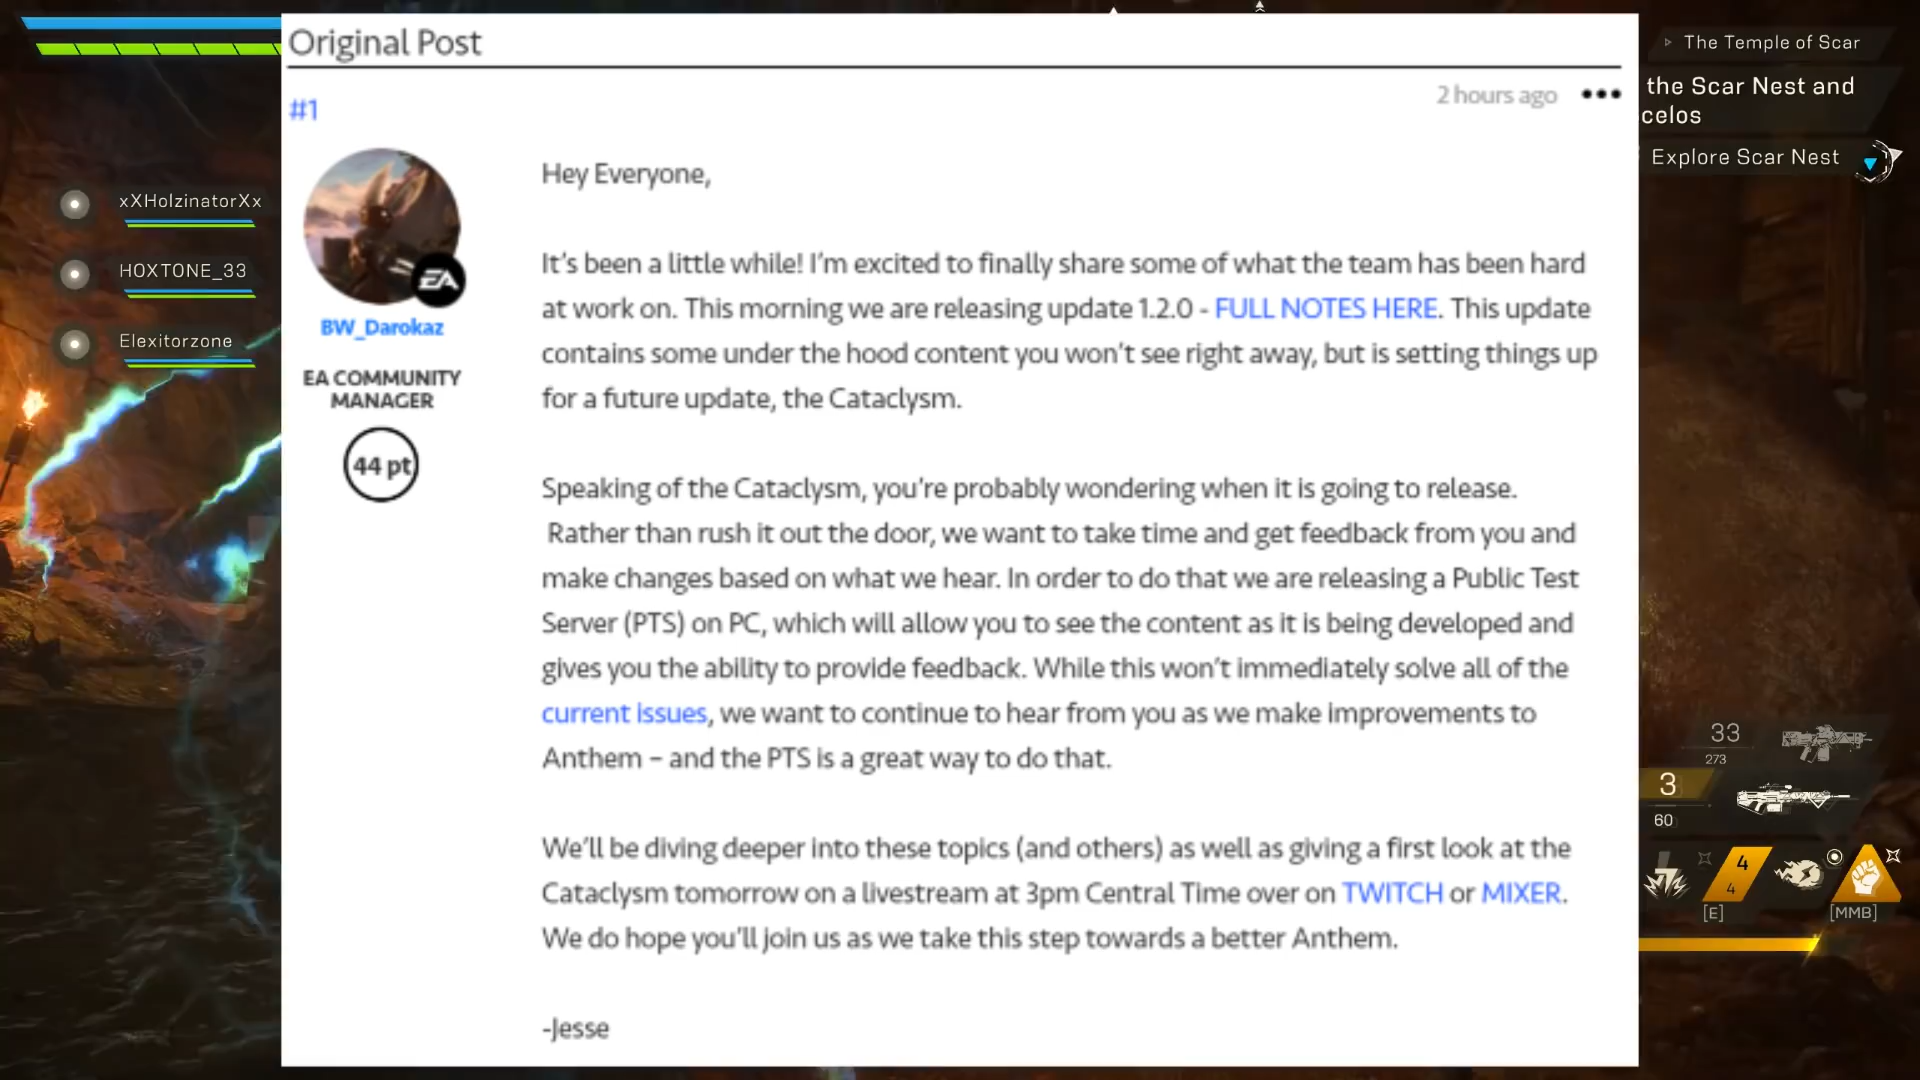 Original Post
#1
2 hours ago
EA
BW_Darokaz
EA COMMUNITY
MANAGER
44 pt
Hey Everyone,
It's been a little while! I'm excited to finally share some of what the team has been hard
at work on. This morning we are releasing update 1.2.0 - FULL NOTES HERE. This update
contains some under the hood content you won't see right away, but is setting things up
for a future update, the Cataclysm.
Speaking of the Cataclysm, you're probably wondering when it is going to release.
Rather than rush it out the door, we want to take time and get feedback from you and
make changes based on what we hear. In order to do that we are releasing a Public Test
Server (PTS) on PC, which will allow you to see the content as it is being developed and
gives you the ability to provide feedback. While this won't immediately solve all of the
current issues, we want to continue to hear from you as we make improvements to
Anthem – and the PTS is a great way to do that.
We'll be diving deeper into these topics (and others) as well as giving a first look at the
Cataclysm tomorrow on a livestream at 3pm Central Time over on TWITCH or MIXER.
We do hope you'll join us as we take this step towards a better Anthem.
-Jesse
xXHolzinatorXx
HOXTONE_33
Elexitorzone
The Temple of Scar
the Scar Nest and
celos
Explore Scar Nest
33
273
3
60
4
4
[E]
[MMB]